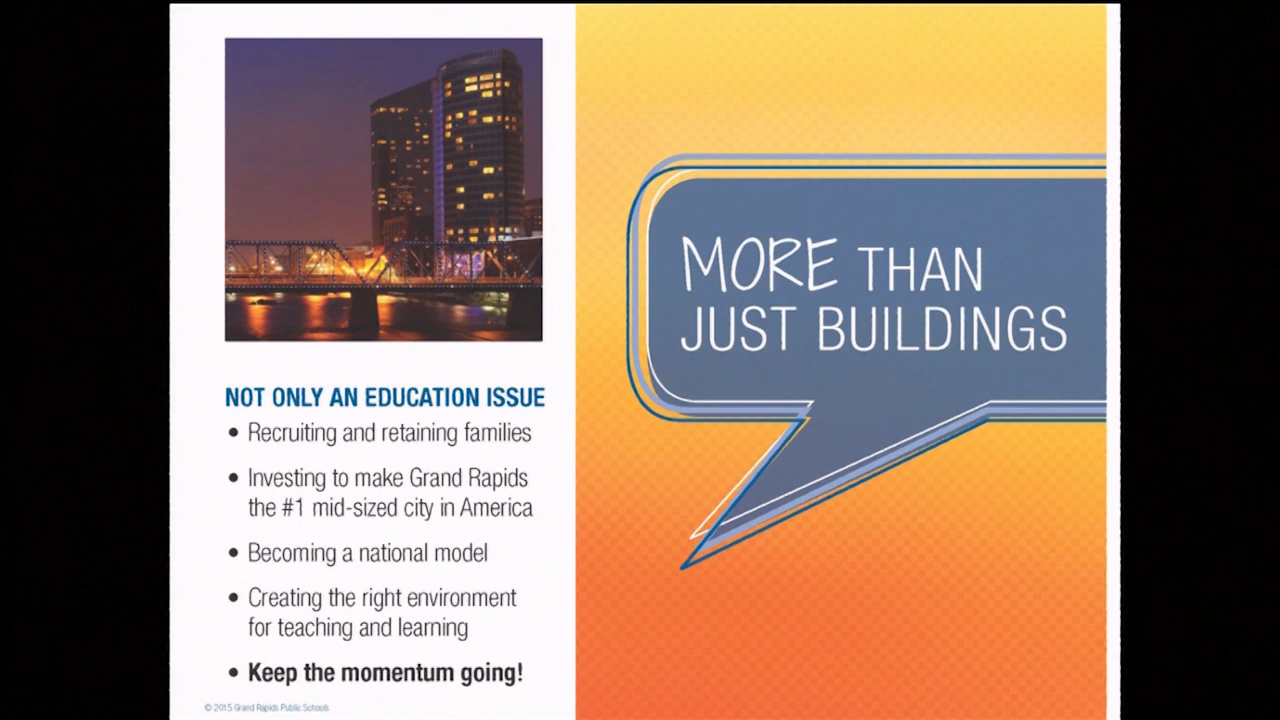 NOT ONLY AN EDUCATION ISSUE
• Recruiting and retaining families
• Investing to make Grand Rapids
the #1 mid-sized city in America
• Becoming a national model
• Creating the right environment
for teaching and learning
• Keep the momentum going!
© 2015 Grand Rapids Public Schools
MORE THAN
JUST BUILDINGS